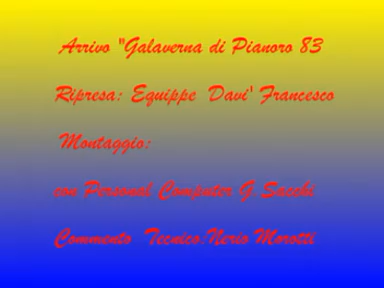 Arrivo "Galaverna di Pianoro 83
Ripresa: Equippe Davi' Francesco
Montaggio:
con Personal Computer G. Sacchi
Commento Tecnico:Nerio Morotti